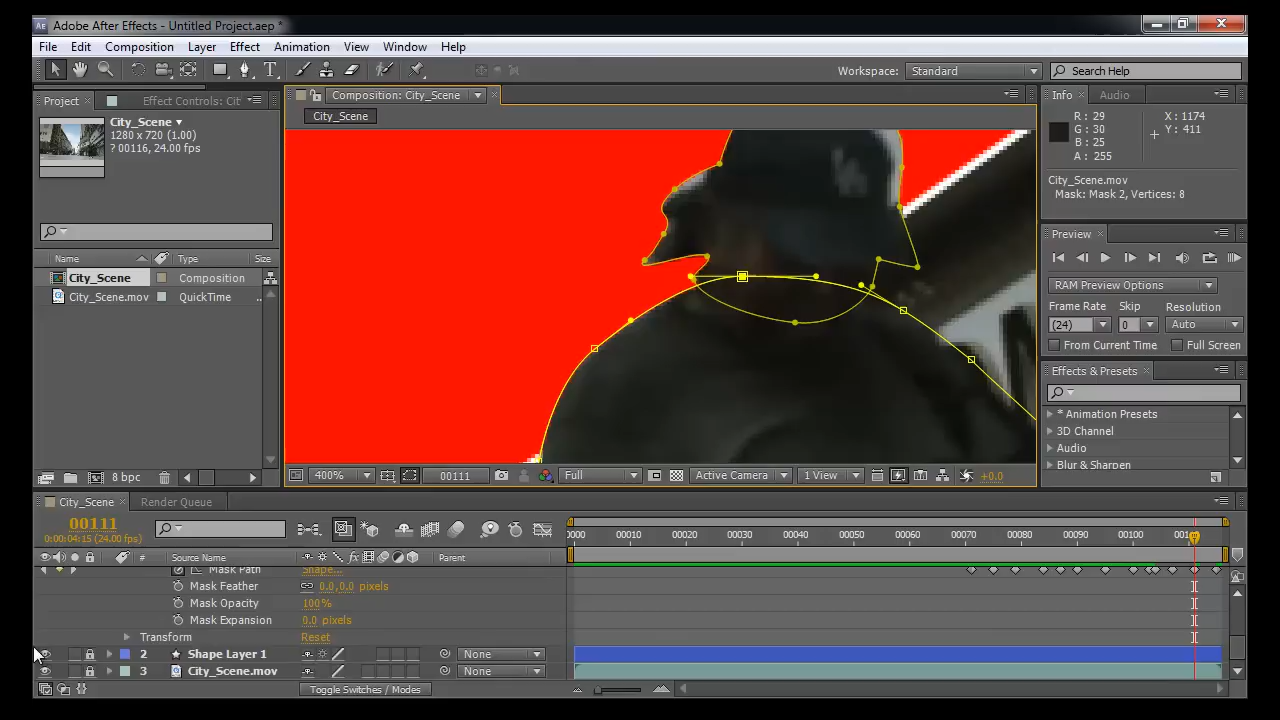 Ae Adobe After Effects - Untitled Project.aep *
File Edit Composition Layer Effect Animation View Window Help
T Workspace: Standard Search Help
Project Effect Controls: Cit
Composition: City_Scene
Info Audio
City_Scene
City_Scene
1280 x 720 (1.00)
? 00116, 24.00 fps
R : 29
G : 30
B : 25
A : 255
X : 1174
Y : 411
City_Scene.mov
Mask: Mask 2, Vertices: 8
Preview
RAM Preview Options
Frame Rate Skip Resolution
(24) 0 Auto
From Current Time Full Screen
Name Type Size
City_Scene Composition
City_Scene.mov QuickTime ..
Effects & Presets
* Animation Presets
3D Channel
Audio
Blur & Sharpen
8 bpc
400% 00111 Full Active Camera 1 View +0.0
City_Scene Render Queue
00111
0:00:04:15 (24.00 fps)
# Source Name Parent
0000 00010 00020 00030 00040 00050 00060 00070 00080 00090 00100 001
Mask Path Shape...
Mask Feather 0.0,0.0 pixels
Mask Opacity 100%
Mask Expansion 0.0 pixels
Transform Reset
2 Shape Layer 1 None
3 City_Scene.mov None
Toggle Switches / Modes